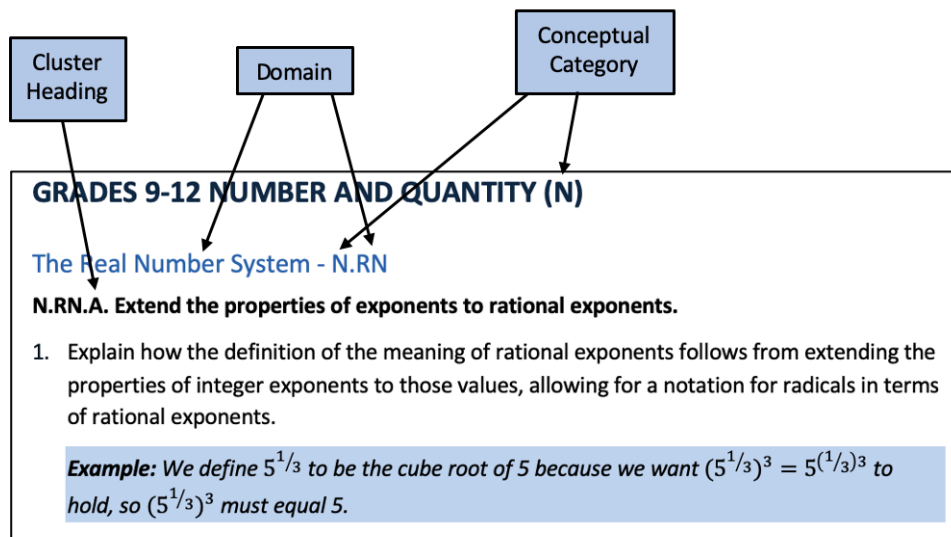 Cluster
Heading
Domain
Conceptual
Category
GRADES 9-12 NUMBER AND QUANTITY (N)
The Real Number System - N.RN
N.RN.A. Extend the properties of exponents to rational exponents.
1. Explain how the definition of the meaning of rational exponents follows from extending the
properties of integer exponents to those values, allowing for a notation for radicals in terms
of rational exponents.
Example: We define 5^{1/3} to be the cube root of 5 because we want (5^{1/3})^3 = 5^{(1/3)3} to
hold, so (5^{1/3})^3 must equal 5.